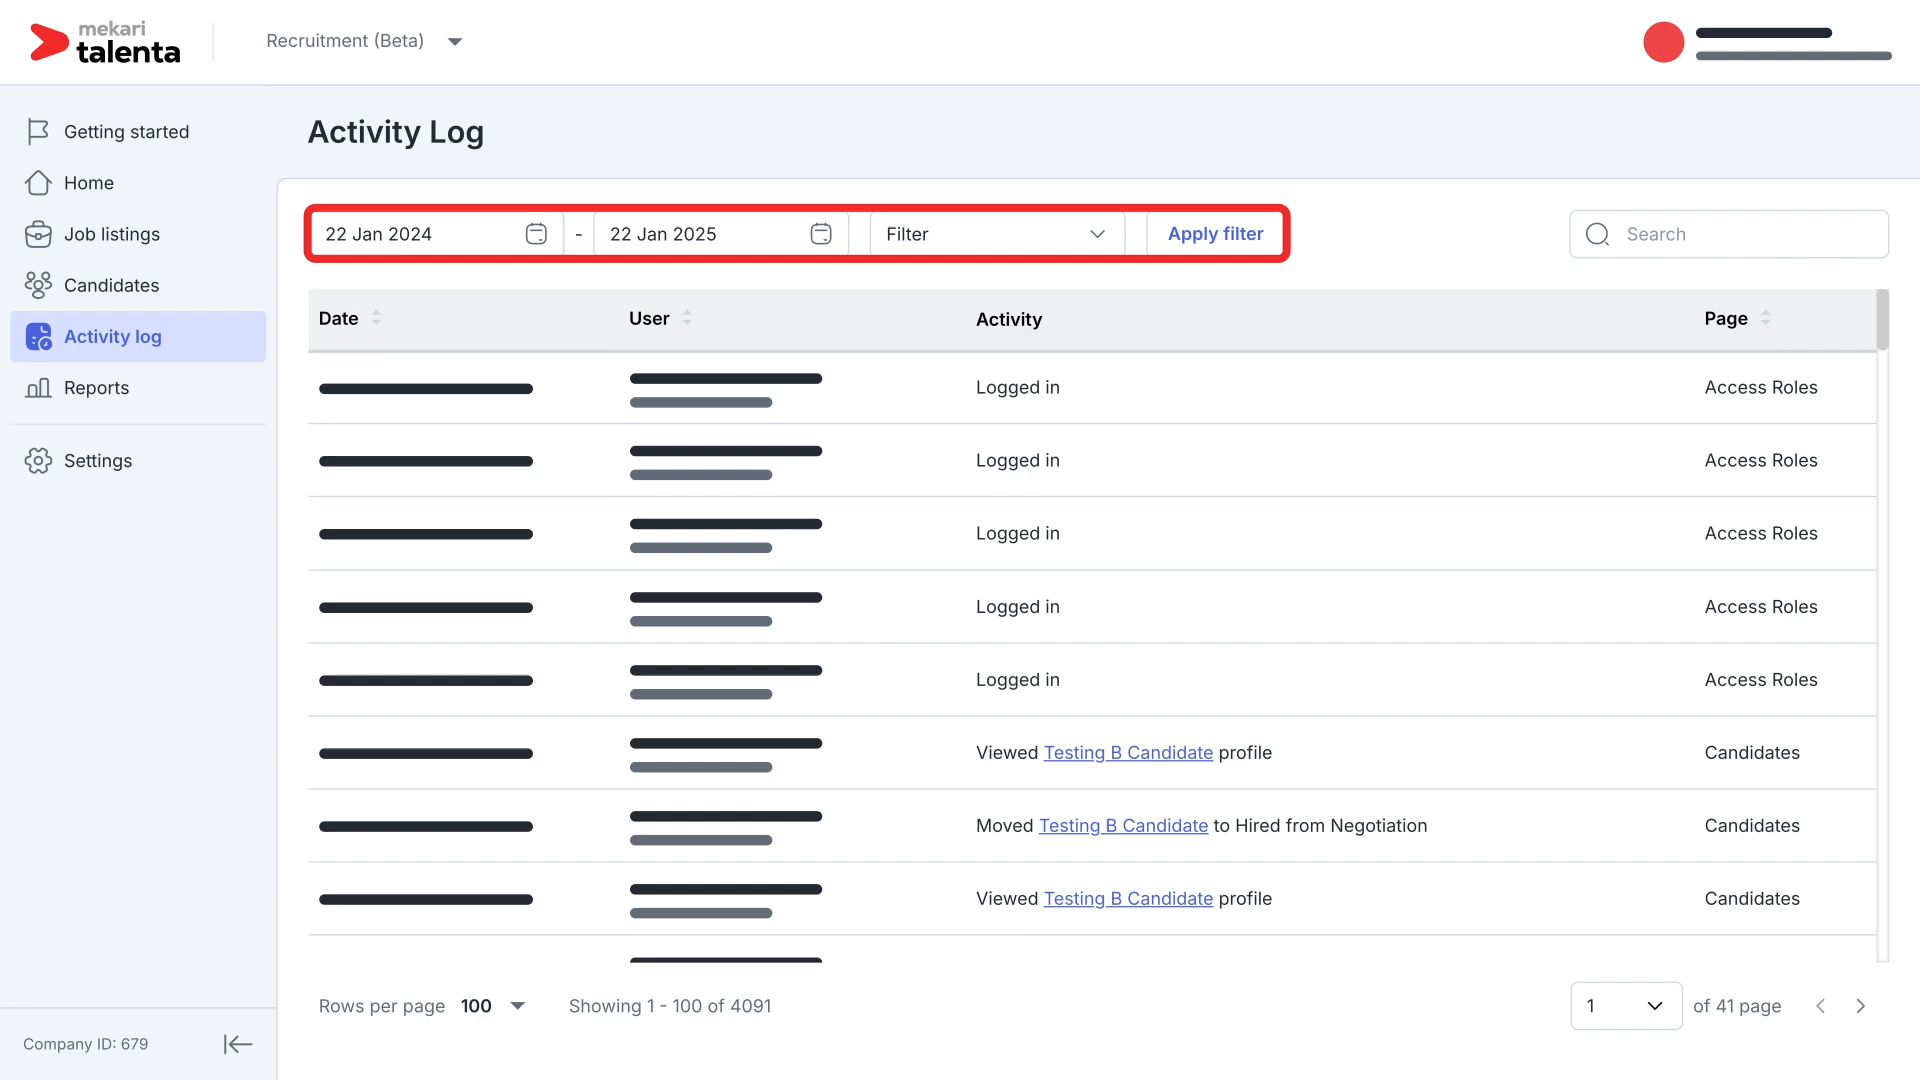 mekari
talenta
Recruitment (Beta)
Getting started
Home
Job listings
Candidates
Activity log
Reports
Settings
Company ID: 679
Activity Log
22 Jan 2024 - 22 Jan 2025 Filter Apply filter Search
Date User Activity Page
Logged in Access Roles
Logged in Access Roles
Logged in Access Roles
Logged in Access Roles
Logged in Access Roles
Viewed Testing B Candidate profile Candidates
Moved Testing B Candidate to Hired from Negotiation Candidates
Viewed Testing B Candidate profile Candidates
Rows per page 100 Showing 1 - 100 of 4091 1 of 41 page